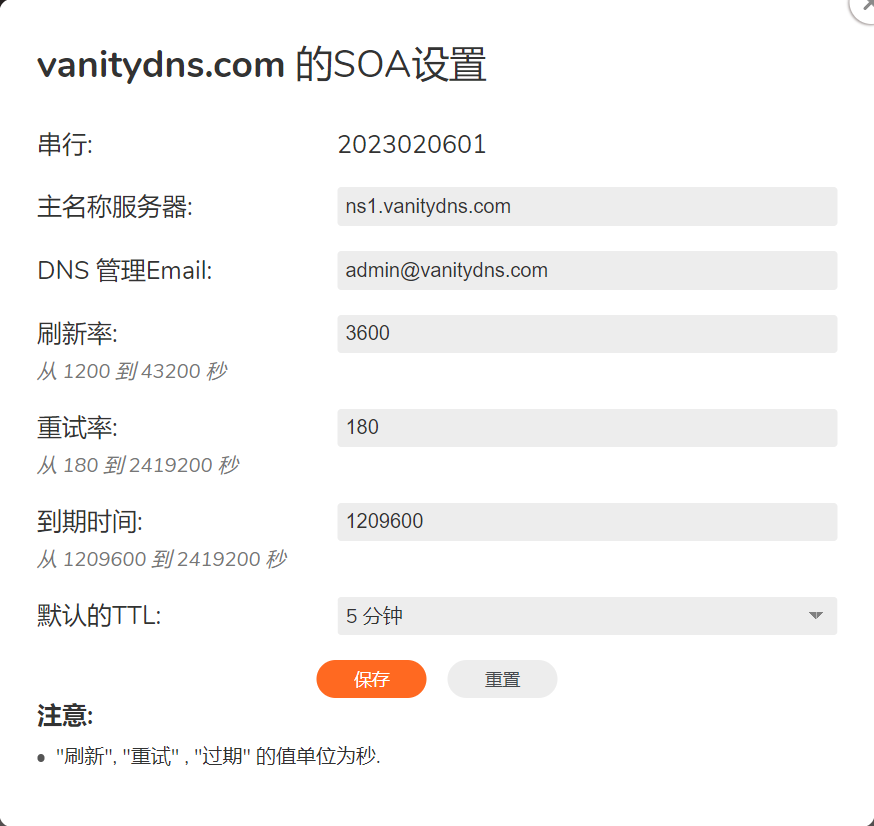 vanitydns.com 的SOA设置
串行: 2023020601
主名称服务器: ns1.vanitydns.com
DNS 管理Email: admin@vanitydns.com
刷新率: 3600
从 1200 到 43200 秒
重试率: 180
从 180 到 2419200 秒
到期时间: 1209600
从 1209600 到 2419200 秒
默认的TTL: 5 分钟
保存 重置
注意:
• "刷新", "重试" , "过期" 的值单位为秒.